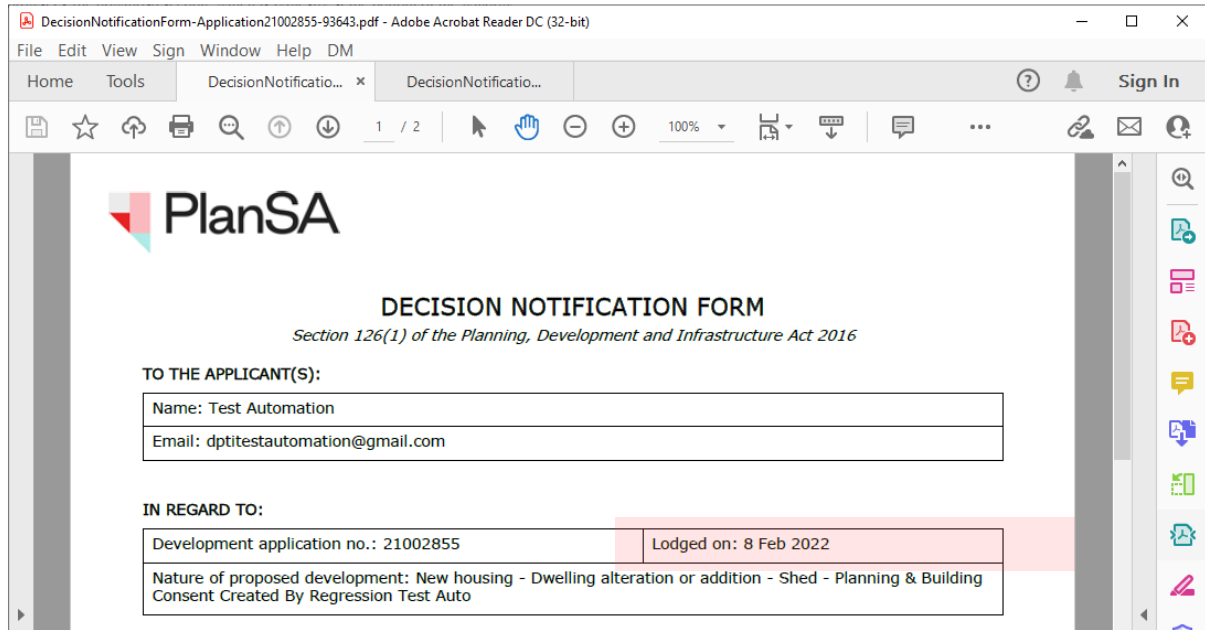 DecisionNotificationForm-Application21002855-93643.pdf - Adobe Acrobat Reader DC (32-bit)
File Edit View Sign Window Help DM
Home Tools DecisionNotificatio... × DecisionNotificatio... Sign In
1 / 2 100%
PlanSA
DECISION NOTIFICATION FORM
Section 126(1) of the Planning, Development and Infrastructure Act 2016
TO THE APPLICANT(S):
Name: Test Automation
Email: dptitestautomation@gmail.com
IN REGARD TO:
Development application no.: 21002855 Lodged on: 8 Feb 2022
Nature of proposed development: New housing - Dwelling alteration or addition - Shed - Planning & Building
Consent Created By Regression Test Auto